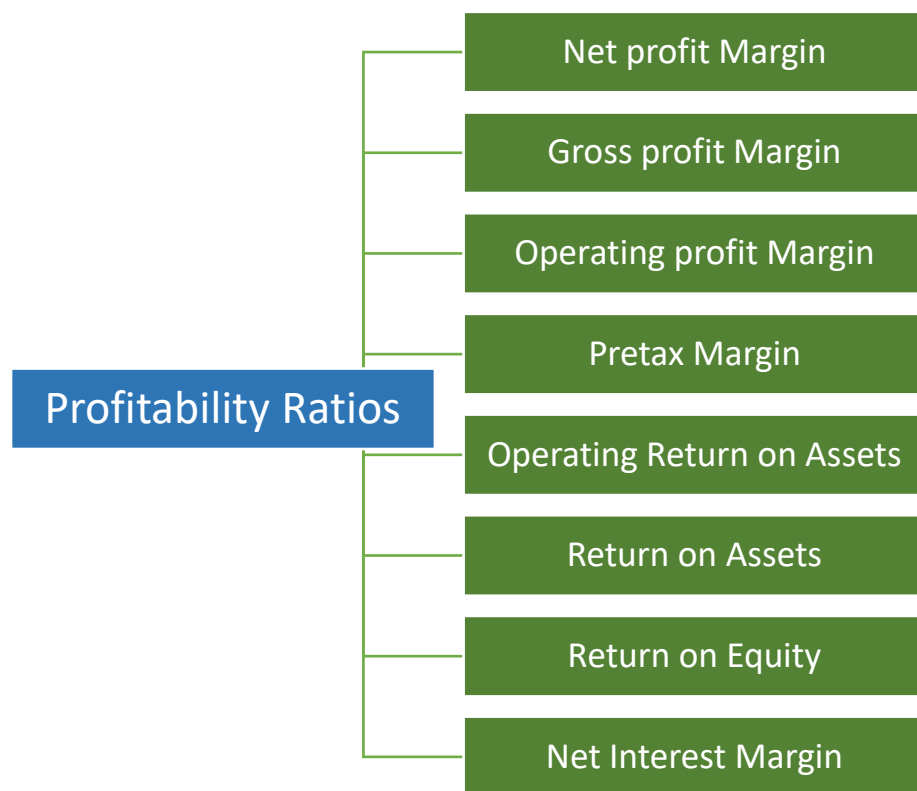 Profitability Ratios
Net profit Margin
Gross profit Margin
Operating profit Margin
Pretax Margin
Operating Return on Assets
Return on Assets
Return on Equity
Net Interest Margin